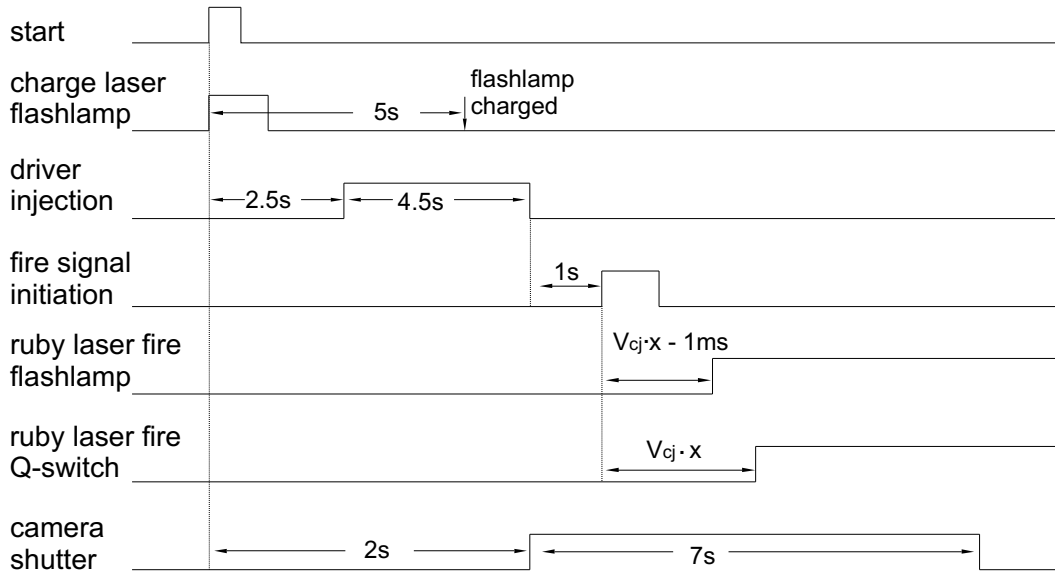 start
charge laser
flashlamp
5s
flashlamp
charged
driver
injection
2.5s
4.5s
fire signal
initiation
1s
ruby laser fire
flashlamp
Vcj·x - 1ms
ruby laser fire
Q-switch
Vcj · x
camera
shutter
2s
7s